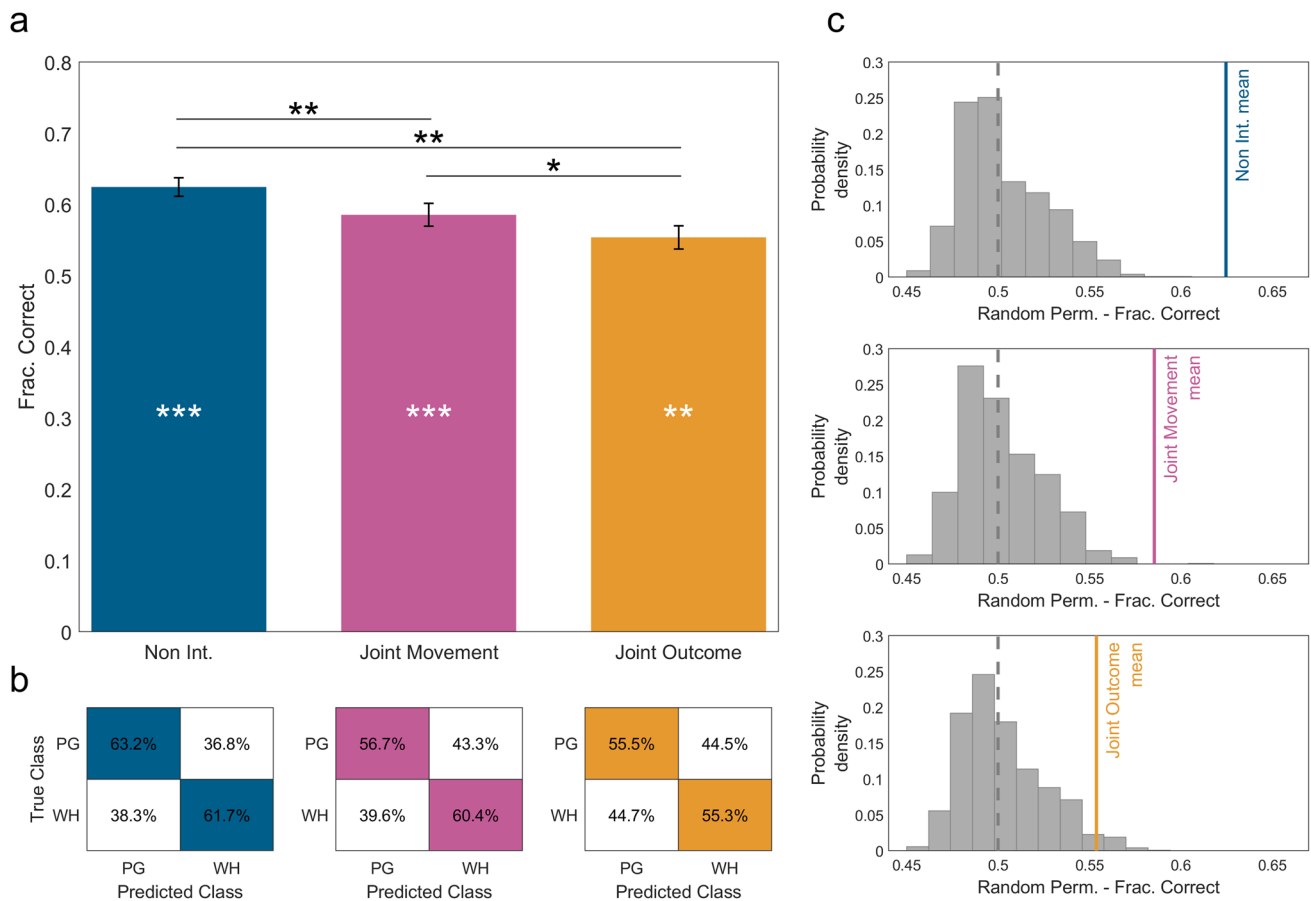 a
0.8
0.7
0.6
0.5
0.4
0.3
0.2
0.1
0
Frac. Correct
**
**
*
***
***
**
Non Int.
Joint Movement
Joint Outcome
b
True Class
PG
63.2%
36.8%
WH
38.3%
61.7%
PG
WH
Predicted Class
PG
56.7%
43.3%
WH
39.6%
60.4%
PG
WH
Predicted Class
PG
55.5%
44.5%
WH
44.7%
55.3%
PG
WH
Predicted Class
c
0.3
0.25
0.2
0.15
0.1
0.05
0
Probability
density
Non Int. mean
0.45
0.5
0.55
0.6
0.65
Random Perm. - Frac. Correct
0.3
0.25
0.2
0.15
0.1
0.05
0
Probability
density
Joint Movement
mean
0.45
0.5
0.55
0.6
0.65
Random Perm. - Frac. Correct
0.3
0.25
0.2
0.15
0.1
0.05
0
Probability
density
Joint Outcome
mean
0.45
0.5
0.55
0.6
0.65
Random Perm. - Frac. Correct